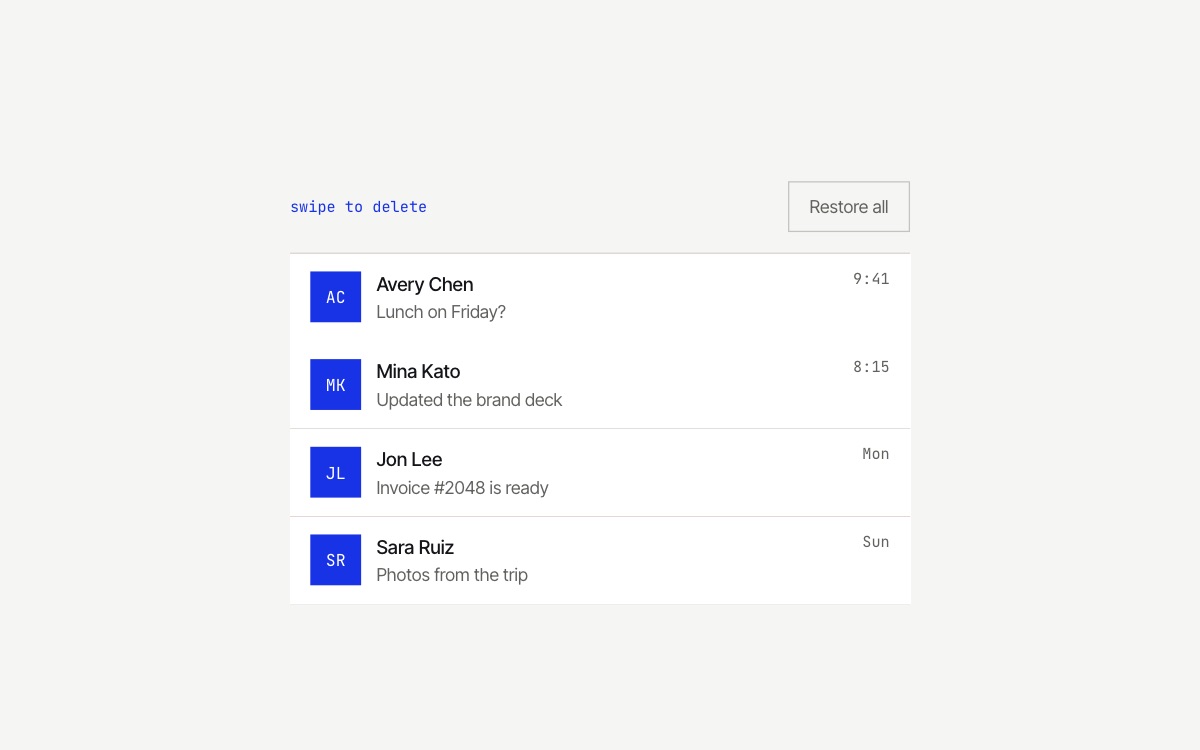 swipe to delete
Restore all
AC
Avery Chen
9:41
Lunch on Friday?
MK
Mina Kato
8:15
Updated the brand deck
JL
Jon Lee
Mon
Invoice #2048 is ready
SR
Sara Ruiz
Sun
Photos from the trip